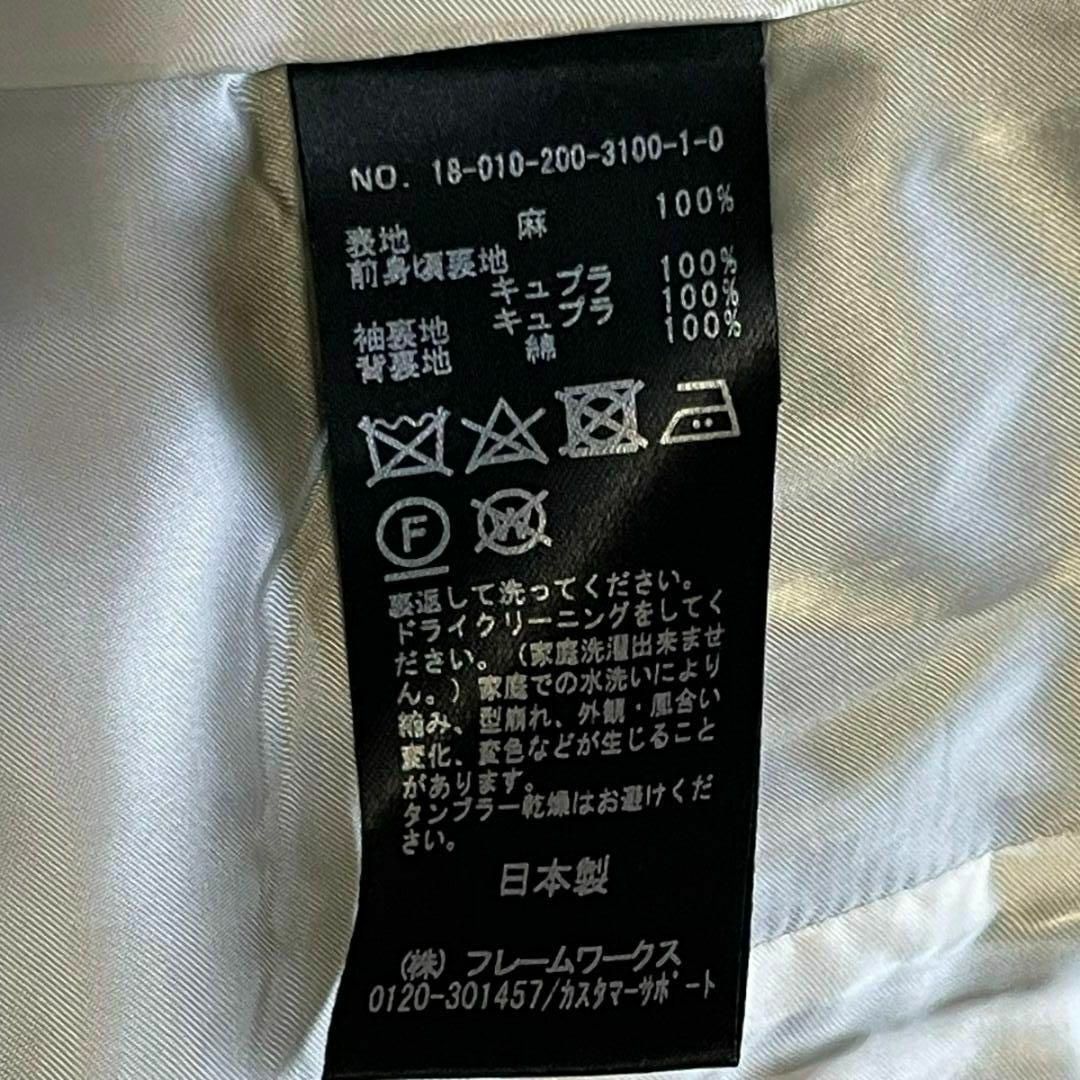 NO. 18-010-200-3100-1-0
表地 麻 100%
前身頃裏地
キュプラ 100%
袖裏地 キュプラ 100%
背裏地 綿 100%
F
W
裏返して洗ってください。
ドライクリーニングをしてく
ださい。(家庭洗濯出来ませ
ん。)家庭での水洗いにより
縮み、型崩れ、外観・風合い
変化、変色などが生じること
があります。
タンブラー乾燥はお避けくだ
さい。
日本製
(株)フレームワークス
0120-301457/カスタマーサポート